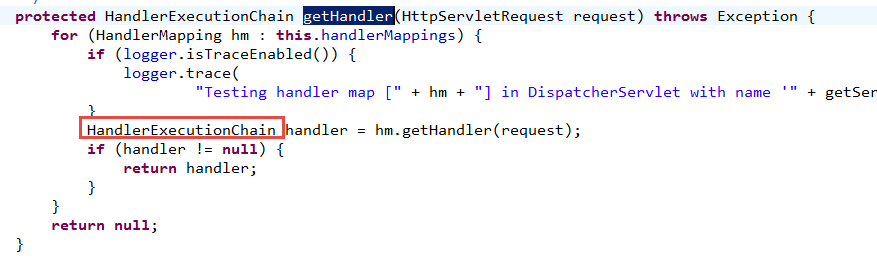 protected HandlerExecutionChain getHandler(HttpServletRequest request) throws Exception {
for (HandlerMapping hm : this.handlerMappings) {
if (logger.isTraceEnabled()) {
logger.trace(
"Testing handler map [" + hm + "] in DispatcherServlet with name '" + getSer
}
HandlerExecutionChain handler = hm.getHandler(request);
if (handler != null) {
return handler;
}
}
return null;
}